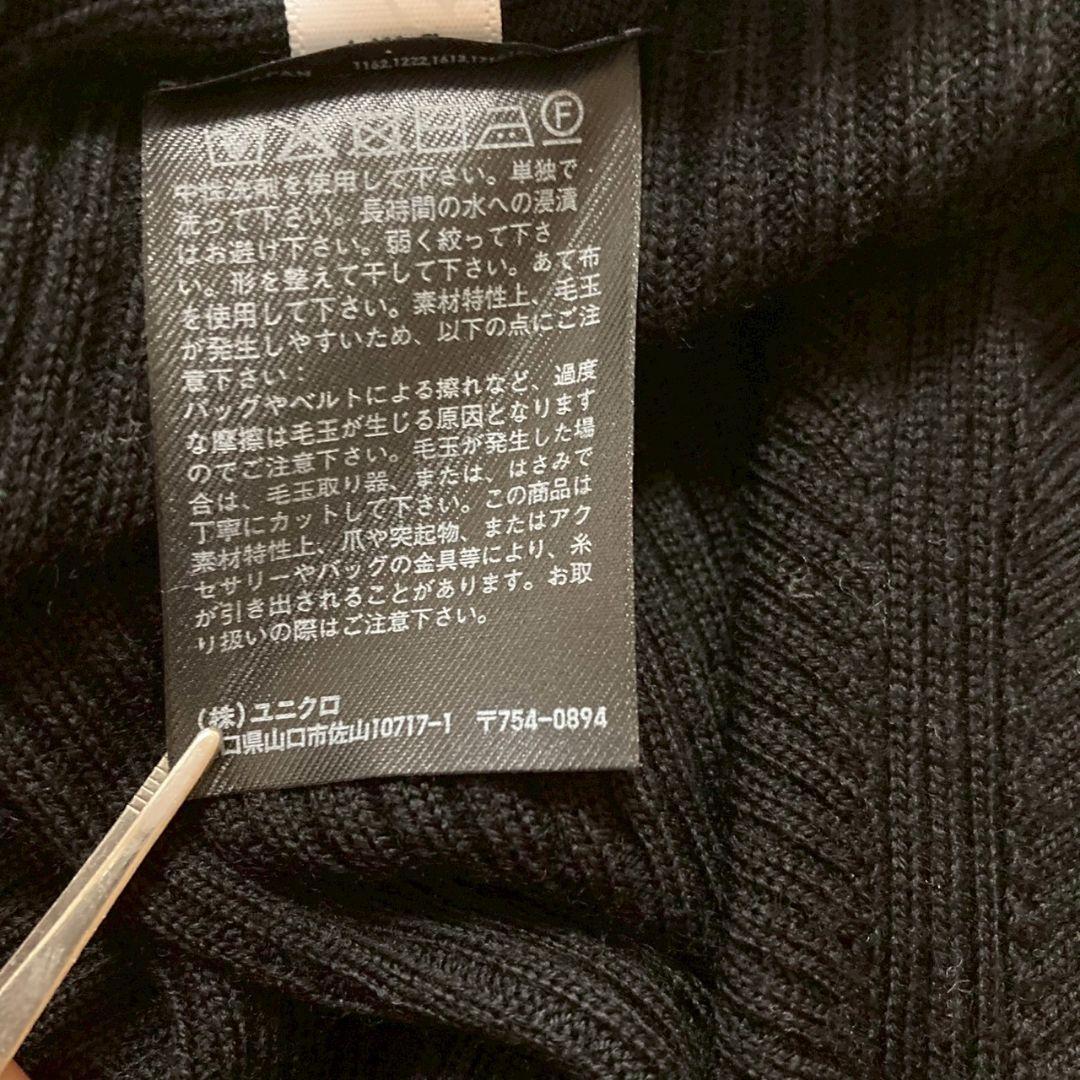 PAN 1162,1222,1613,
F
中性洗剤を使用して下さい。単独で
洗って下さい。長時間の水への浸漬
はお避け下さい。弱く絞って下さ
い。形を整えて干して下さい。あて布
を使用して下さい。素材特性上、毛玉
が発生しやすいため、以下の点にご注
意下さい:
バッグやベルトによる擦れなど、過度
な摩擦は毛玉が生じる原因となります
のでご注意下さい。毛玉が発生した場
合は、毛玉取り器、または、はさみで
丁寧にカットして下さい。この商品は
素材特性上、爪や突起物、またはアク
セサリーやバッグの金具等により、糸
が引き出されることがあります。お取
り扱いの際はご注意下さい。
(株)ユニクロ
口県山口市佐山10717-1 〒754-0894